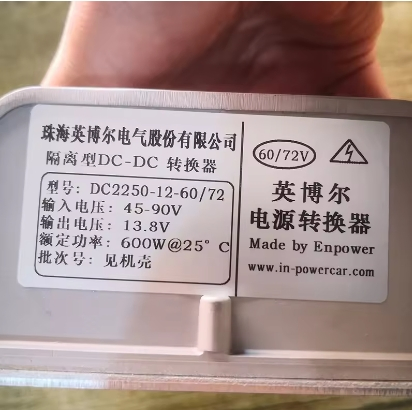 珠海英博尔电气股份有限公司
隔离型DC-DC 转换器
型号: DC2250-12-60/72
输入电压: 45-90V
输出电压: 13.8V
额定功率: 600W@25°C
批次号: 见机壳
60/72V
英博尔
电源转换器
Made by Enpower
www.in-powercar.com